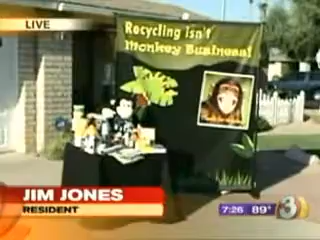 LIVE
Recycling isn't
Monkey Business!
JIM JONES
RESIDENT
7:26 89°
3